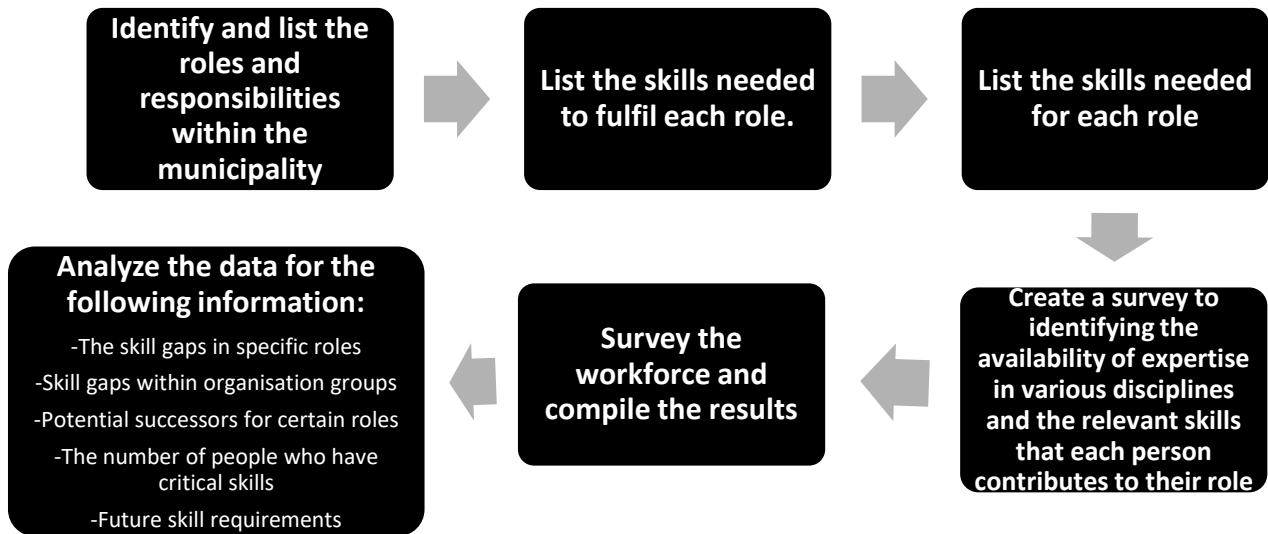 Identify and list the
roles and
responsibilities
within the
municipality
List the skills needed
to fulfil each role.
List the skills needed
for each role
Create a survey to
identifying the
availability of expertise
in various disciplines
and the relevant skills
that each person
contributes to their role
Survey the
workforce and
compile the results
Analyze the data for the
following information:
-The skill gaps in specific roles
-Skill gaps within organisation groups
-Potential successors for certain roles
-The number of people who have
critical skills
-Future skill requirements